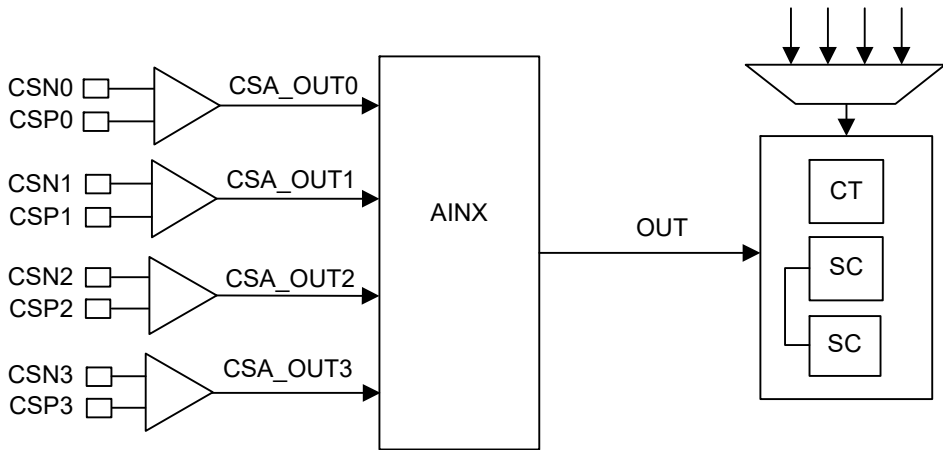 CSN0
CSP0
CSA_OUT0
CSN1
CSP1
CSA_OUT1
CSN2
CSP2
CSA_OUT2
CSN3
CSP3
CSA_OUT3
AINX
OUT
CT
SC
SC